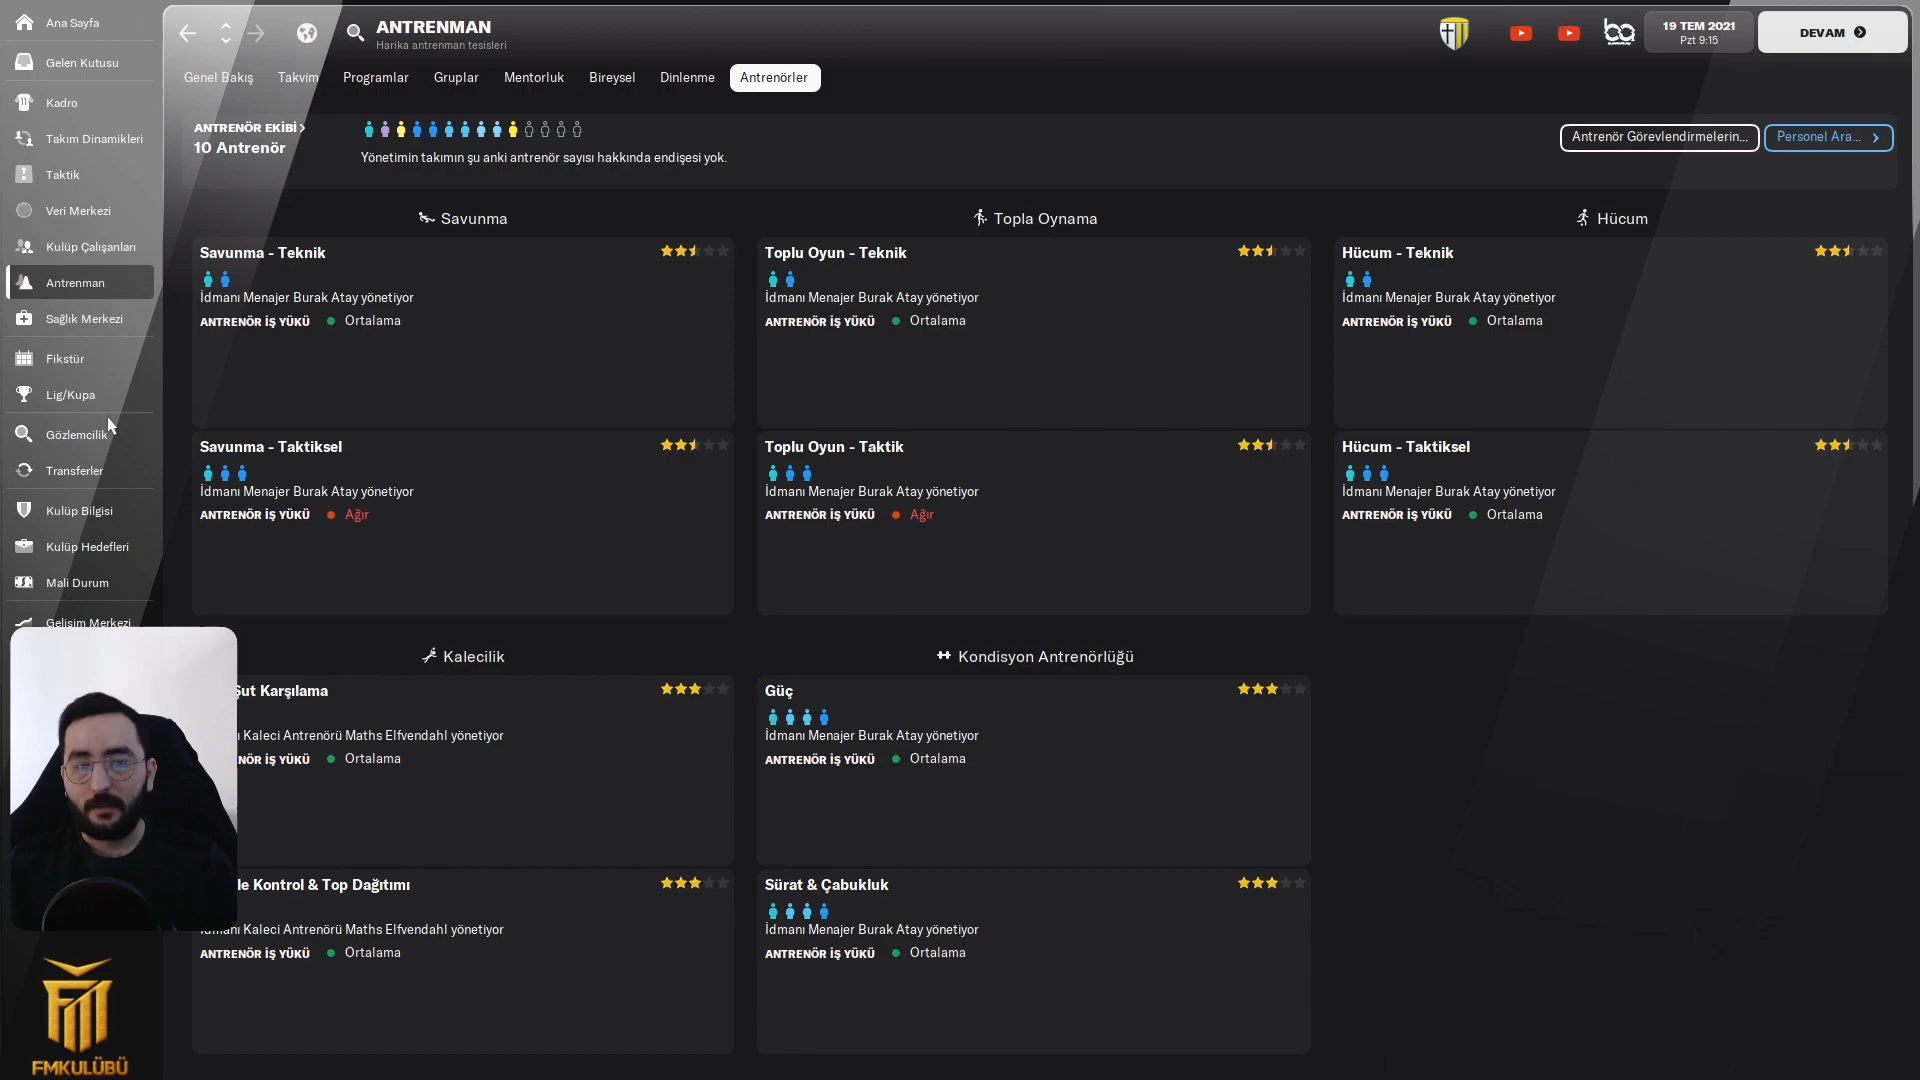 Ana Sayfa
Gelen Kutusu
Kadro
Takım Dinamikleri
Taktik
Veri Merkezi
Kulüp Çalışanları
Antrenman
Sağlık Merkezi
Fikstür
Lig/Kupa
Gözlemcilik
Transferler
Kulüp Bilgisi
Kulüp Hedefleri
Mali Durum
Gelişim Merkezi
FMKULÜBÜ
ANTRENMAN
Harika antrenman tesisleri
19 TEM 2021
Pzt 9:15
DEVAM
Genel Bakış Takvim Programlar Gruplar Mentorluk Bireysel Dinlenme Antrenörler
ANTRENÖR EKİBİ >
10 Antrenör
Yönetimin takımın şu anki antrenör sayısı hakkında endişesi yok.
Antrenör Görevlendirmelerin...
Personel Ara... >
Savunma
Savunma - Teknik
İdmanı Menajer Burak Atay yönetiyor
ANTRENÖR İŞ YÜKÜ Ortalama
Savunma - Taktiksel
İdmanı Menajer Burak Atay yönetiyor
ANTRENÖR İŞ YÜKÜ Ağır
Topla Oynama
Toplu Oyun - Teknik
İdmanı Menajer Burak Atay yönetiyor
ANTRENÖR İŞ YÜKÜ Ortalama
Toplu Oyun - Taktik
İdmanı Menajer Burak Atay yönetiyor
ANTRENÖR İŞ YÜKÜ Ağır
Hücum
Hücum - Teknik
İdmanı Menajer Burak Atay yönetiyor
ANTRENÖR İŞ YÜKÜ Ortalama
Hücum - Taktiksel
İdmanı Menajer Burak Atay yönetiyor
ANTRENÖR İŞ YÜKÜ Ortalama
Kalecilik
Şut Karşılama
Kaleci Antrenörü Maths Elfvendahl yönetiyor
İŞ YÜKÜ Ortalama
Kontrol & Top Dağıtımı
İdmanı Kaleci Antrenörü Maths Elfvendahl yönetiyor
ANTRENÖR İŞ YÜKÜ Ortalama
Kondisyon Antrenörlüğü
Güç
İdmanı Menajer Burak Atay yönetiyor
ANTRENÖR İŞ YÜKÜ Ortalama
Sürat & Çabukluk
İdmanı Menajer Burak Atay yönetiyor
ANTRENÖR İŞ YÜKÜ Ortalama